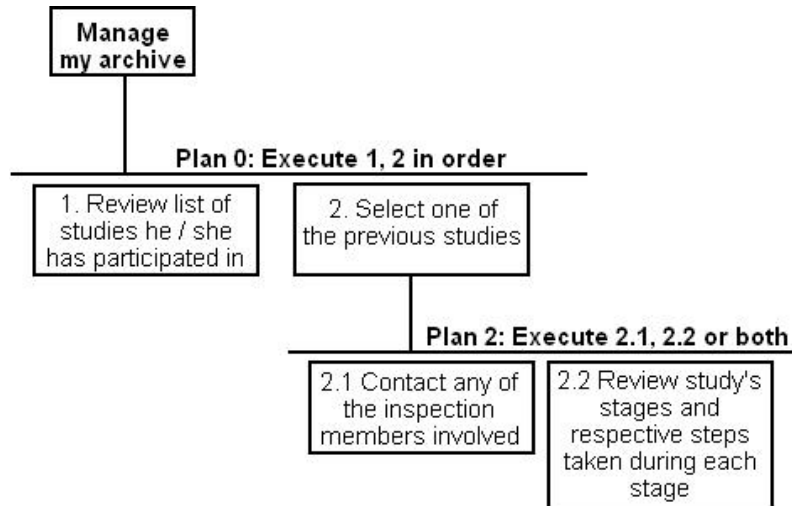 Manage
my archive
Plan 0: Execute 1, 2 in order
1. Review list of
studies he / she
has participated in
2. Select one of
the previous studies
Plan 2: Execute 2.1, 2.2 or both
2.1 Contact any of
the inspection
members involved
2.2 Review study's
stages and
respective steps
taken during each
stage